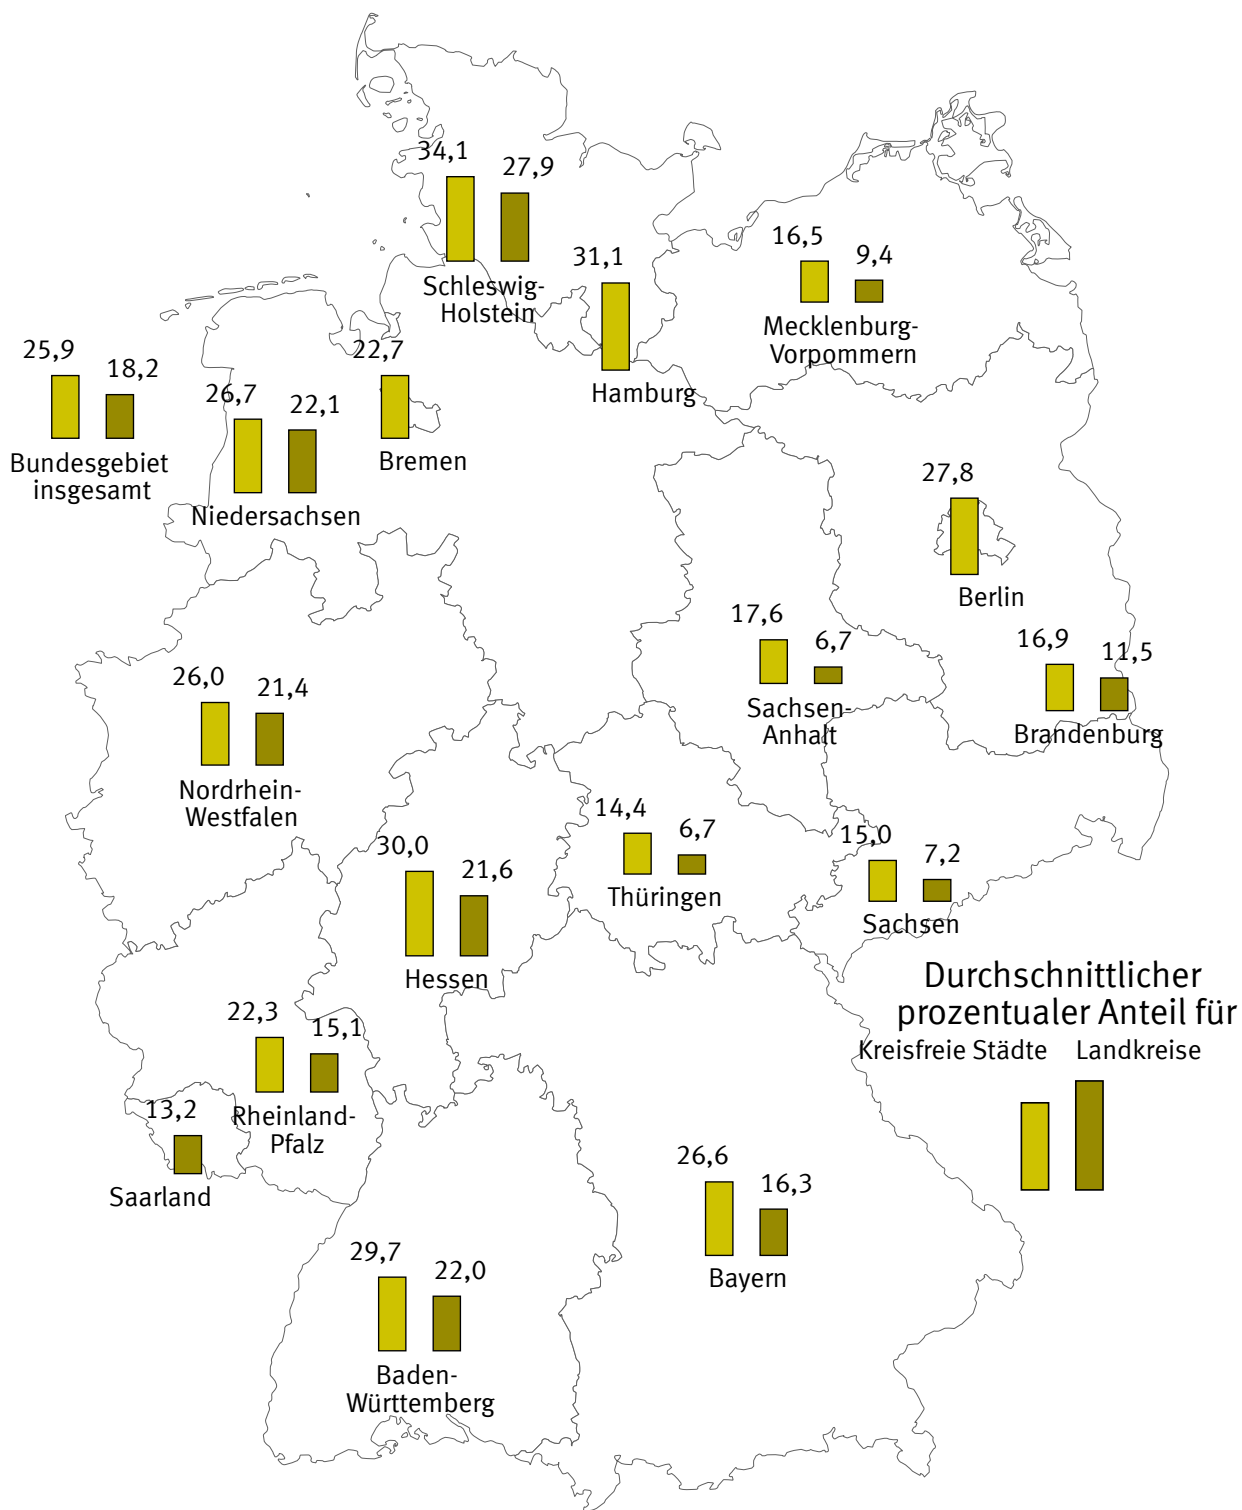 34,1
27,9
Schleswig-
Holstein
31,1
Hamburg
16,5
9,4
Mecklenburg-
Vorpommern
25,9
18,2
Bundesgebiet
insgesamt
26,7
22,1
Niedersachsen
22,7
Bremen
27,8
Berlin
17,6
6,7
Sachsen-
Anhalt
16,9
11,5
Brandenburg
26,0
21,4
Nordrhein-
Westfalen
30,0
21,6
Hessen
14,4
6,7
Thüringen
15,0
7,2
Sachsen
Durchschnittlicher
prozentualer Anteil für
Kreisfreie Städte
Landkreise
22,3
15,1
Rheinland-
Pfalz
13,2
Saarland
26,6
16,3
Bayern
29,7
22,0
Baden-
Württemberg